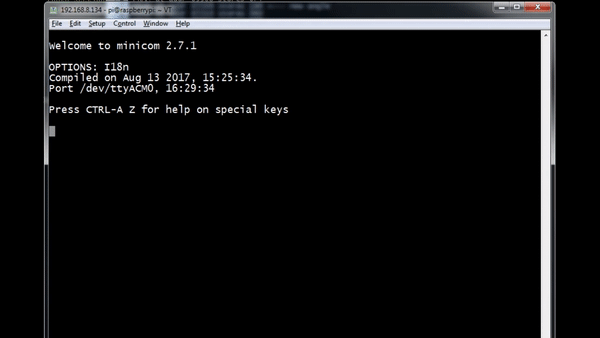 192.168.8.134 - pi@raspberrypi: ~ VT
File Edit Setup Control Window Help
Welcome to minicom 2.7.1
OPTIONS: I18n
Compiled on Aug 13 2017, 15:25:34.
Port /dev/ttyACM0, 16:29:34
Press CTRL-A Z for help on special keys